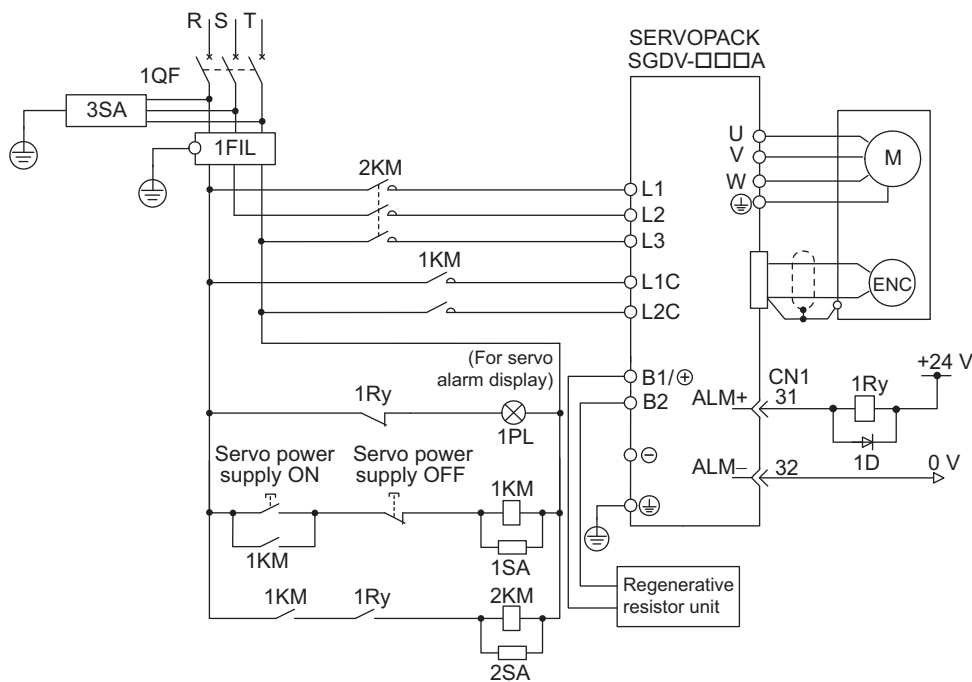 R S T
SERVOPACK
SGDV-□□□A
1QF
3SA
1FIL
U
V
W
M
2KM
L1
L2
L3
1KM
L1C
L2C
ENC
(For servo
alarm display)
+24 V
B1/⊕
CN1
1Ry
ALM+
31
1Ry
B2
1PL
1D
Servo power
supply ON
Servo power
supply OFF
⊖
ALM−
32
0 V
1KM
1KM
1SA
Regenerative
resistor unit
1KM
1Ry
2KM
2SA